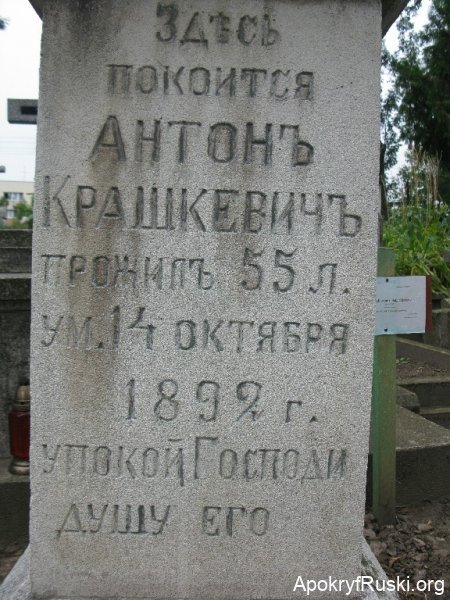 Здѣсь
покоится
Антонъ
Крашкевичъ
прожилъ 55 л.
ум. 14 октября
1892 г.
упокой Господи
душу его
ApokryfRuski.org